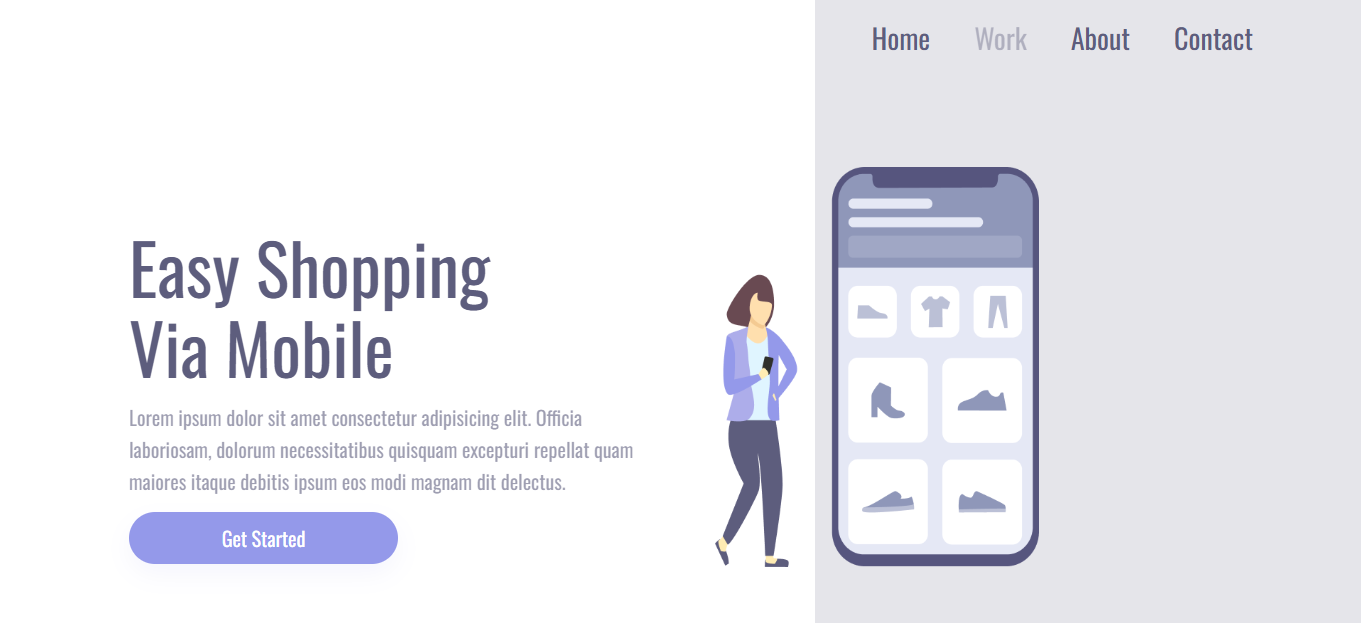 Home Work About Contact
Easy Shopping
Via Mobile
Lorem ipsum dolor sit amet consectetur adipisicing elit. Officia
laboriosam, dolorum necessitatibus quisquam excepturi repellat quam
maiores itaque debitis ipsum eos modi magnam dit delectus.
Get Started